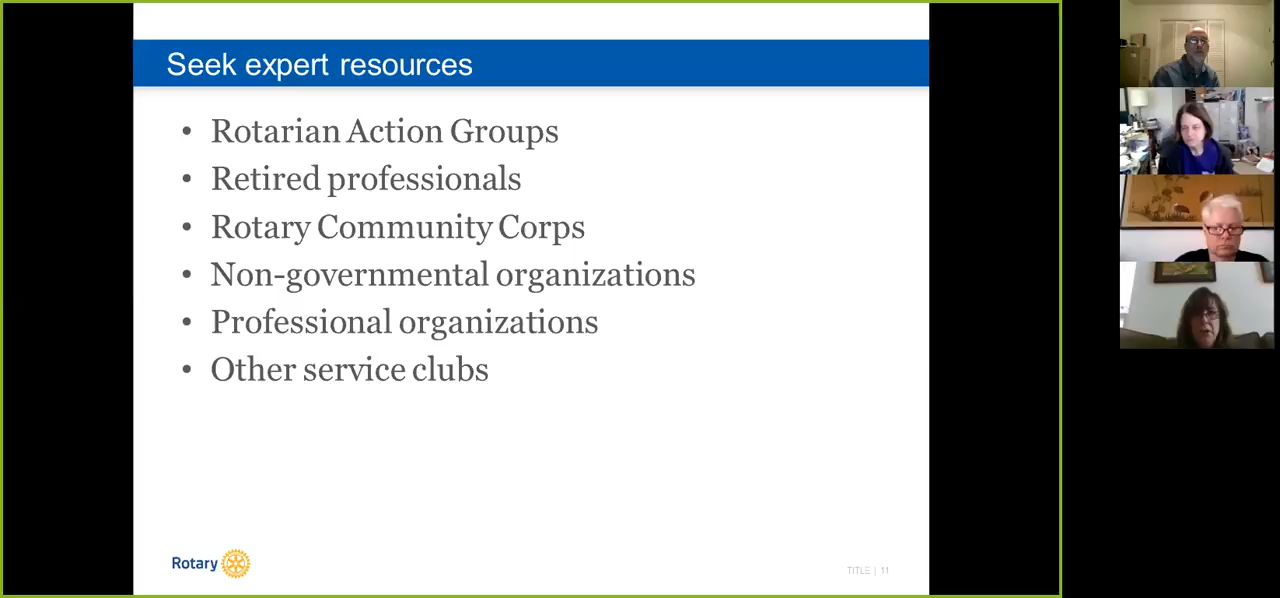 Seek expert resources
• Rotarian Action Groups
• Retired professionals
• Rotary Community Corps
• Non-governmental organizations
• Professional organizations
• Other service clubs
Rotary
TITLE | 11